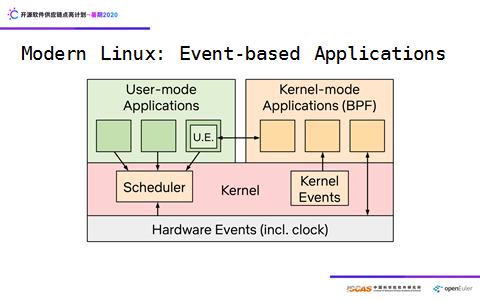 开源软件供应链点亮计划-暑期2020
Modern Linux: Event-based Applications
User-mode
Applications
Kernel-mode
Applications (BPF)
U.E.
Scheduler
Kernel
Kernel
Events
Hardware Events (incl. clock)
ISCAS
中国科学院软件研究所
openEuler